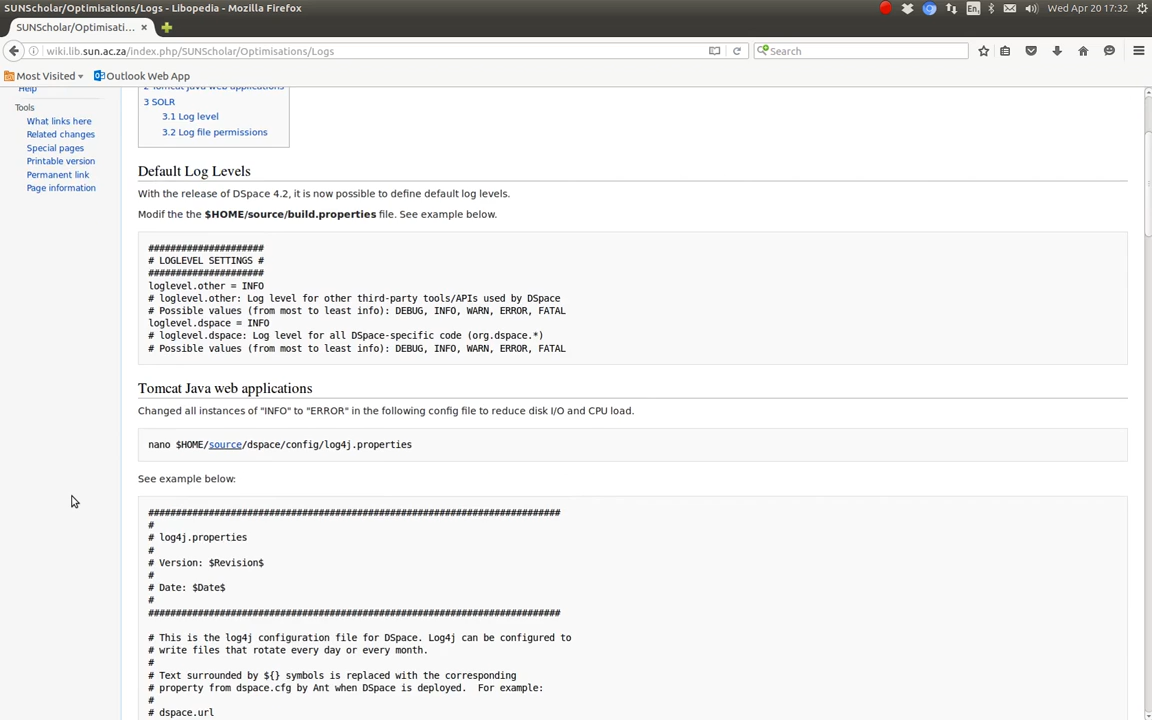 SUNScholar/Optimisations/Logs - Libopedia - Mozilla Firefox
En
Wed Apr 20 17:32
SUNScholar/Optimisati...
wiki.lib.sun.ac.za/index.php/SUNScholar/Optimisations/Logs
Search
Most Visited
Outlook Web App
Help
Tools
What links here
Related changes
Special pages
Printable version
Permanent link
Page information
2 Tomcat Java web applications
3 SOLR
3.1 Log level
3.2 Log file permissions
Default Log Levels
With the release of DSpace 4.2, it is now possible to define default log levels.
Modif the the $HOME/source/build.properties file. See example below.
#####################
# LOGLEVEL SETTINGS #
#####################
loglevel.other = INFO
# loglevel.other: Log level for other third-party tools/APIs used by DSpace
# Possible values (from most to least info): DEBUG, INFO, WARN, ERROR, FATAL
loglevel.dspace = INFO
# loglevel.dspace: Log level for all DSpace-specific code (org.dspace.*)
# Possible values (from most to least info): DEBUG, INFO, WARN, ERROR, FATAL
Tomcat Java web applications
Changed all instances of "INFO" to "ERROR" in the following config file to reduce disk I/O and CPU load.
nano $HOME/source/dspace/config/log4j.properties
See example below:
###########################################################################
#
# log4j.properties
#
# Version: $Revision$
#
# Date: $Date$
#
###########################################################################
# This is the log4j configuration file for DSpace. Log4j can be configured to
# write files that rotate every day or every month.
#
# Text surrounded by ${} symbols is replaced with the corresponding
# property from dspace.cfg by Ant when DSpace is deployed.  For example:
#
# dspace.url